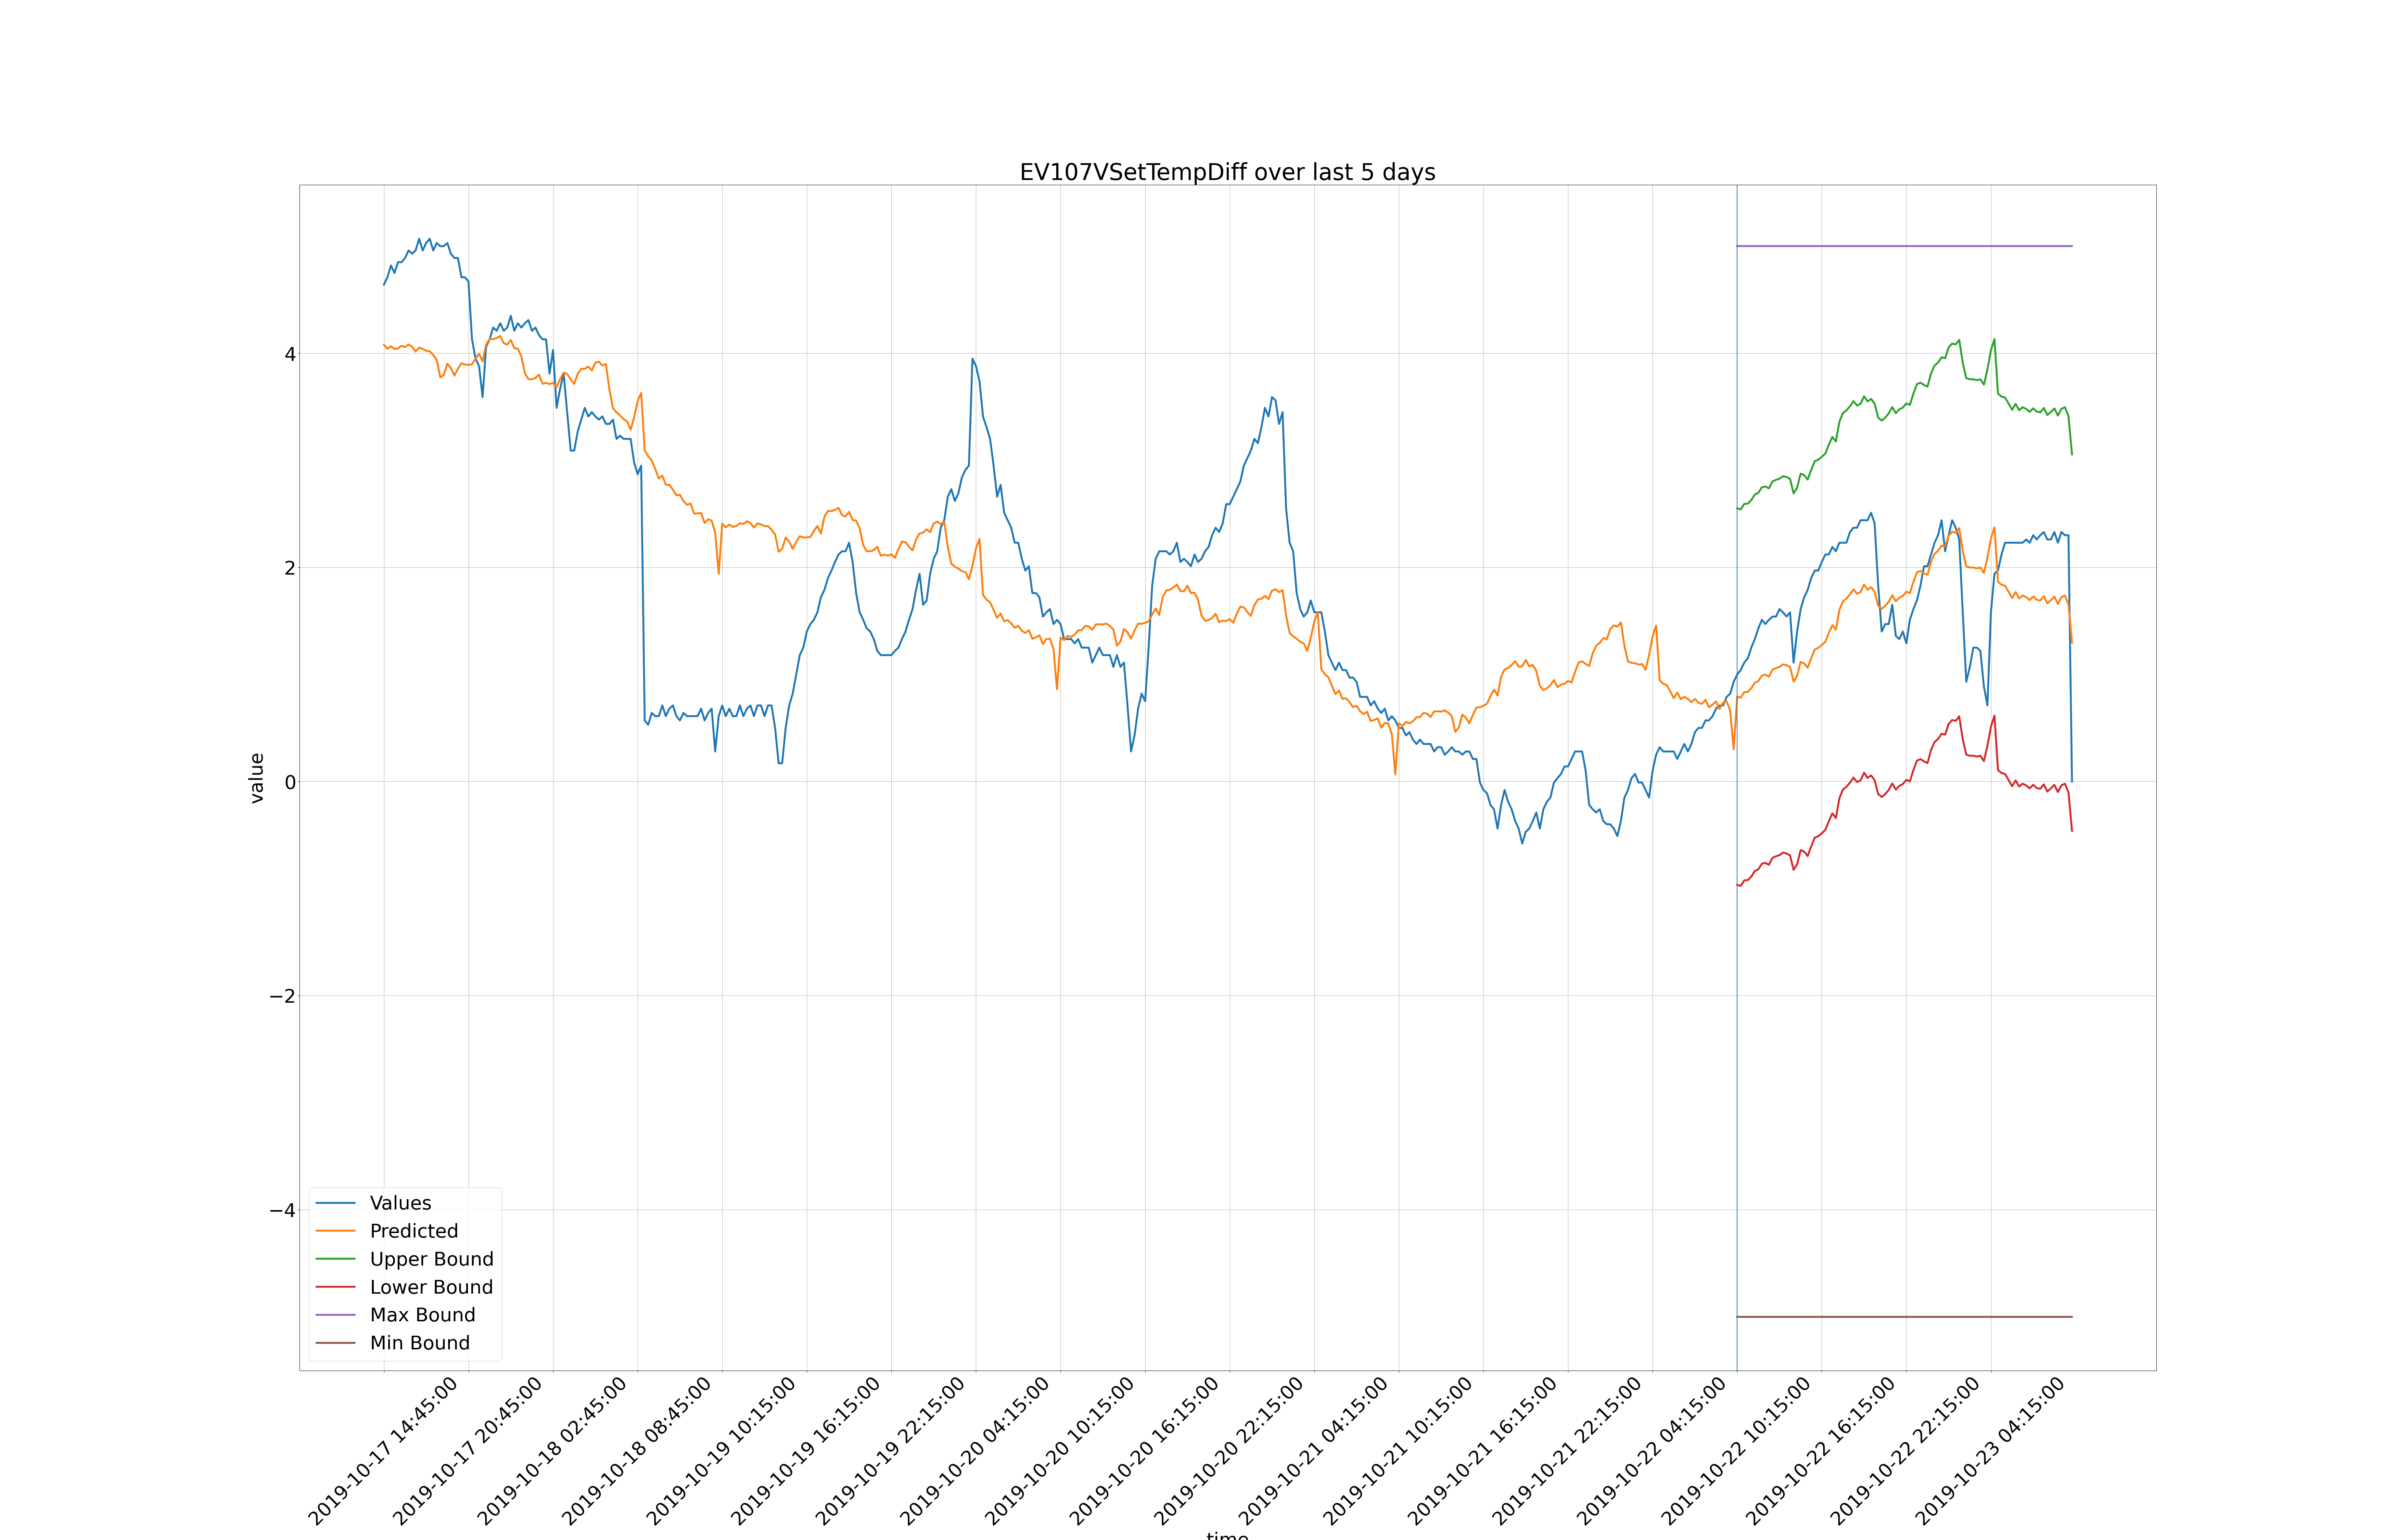 EV107VSetTempDiff over last 5 days
value
4
2
0
−2
−4
Values
Predicted
Upper Bound
Lower Bound
Max Bound
Min Bound
2019-10-17 14:45:00
2019-10-17 20:45:00
2019-10-18 02:45:00
2019-10-18 08:45:00
2019-10-19 10:15:00
2019-10-19 16:15:00
2019-10-19 22:15:00
2019-10-20 04:15:00
2019-10-20 10:15:00
2019-10-20 16:15:00
2019-10-20 22:15:00
2019-10-21 04:15:00
2019-10-21 10:15:00
2019-10-21 16:15:00
2019-10-21 22:15:00
2019-10-22 04:15:00
2019-10-22 10:15:00
2019-10-22 16:15:00
2019-10-22 22:15:00
2019-10-23 04:15:00
time